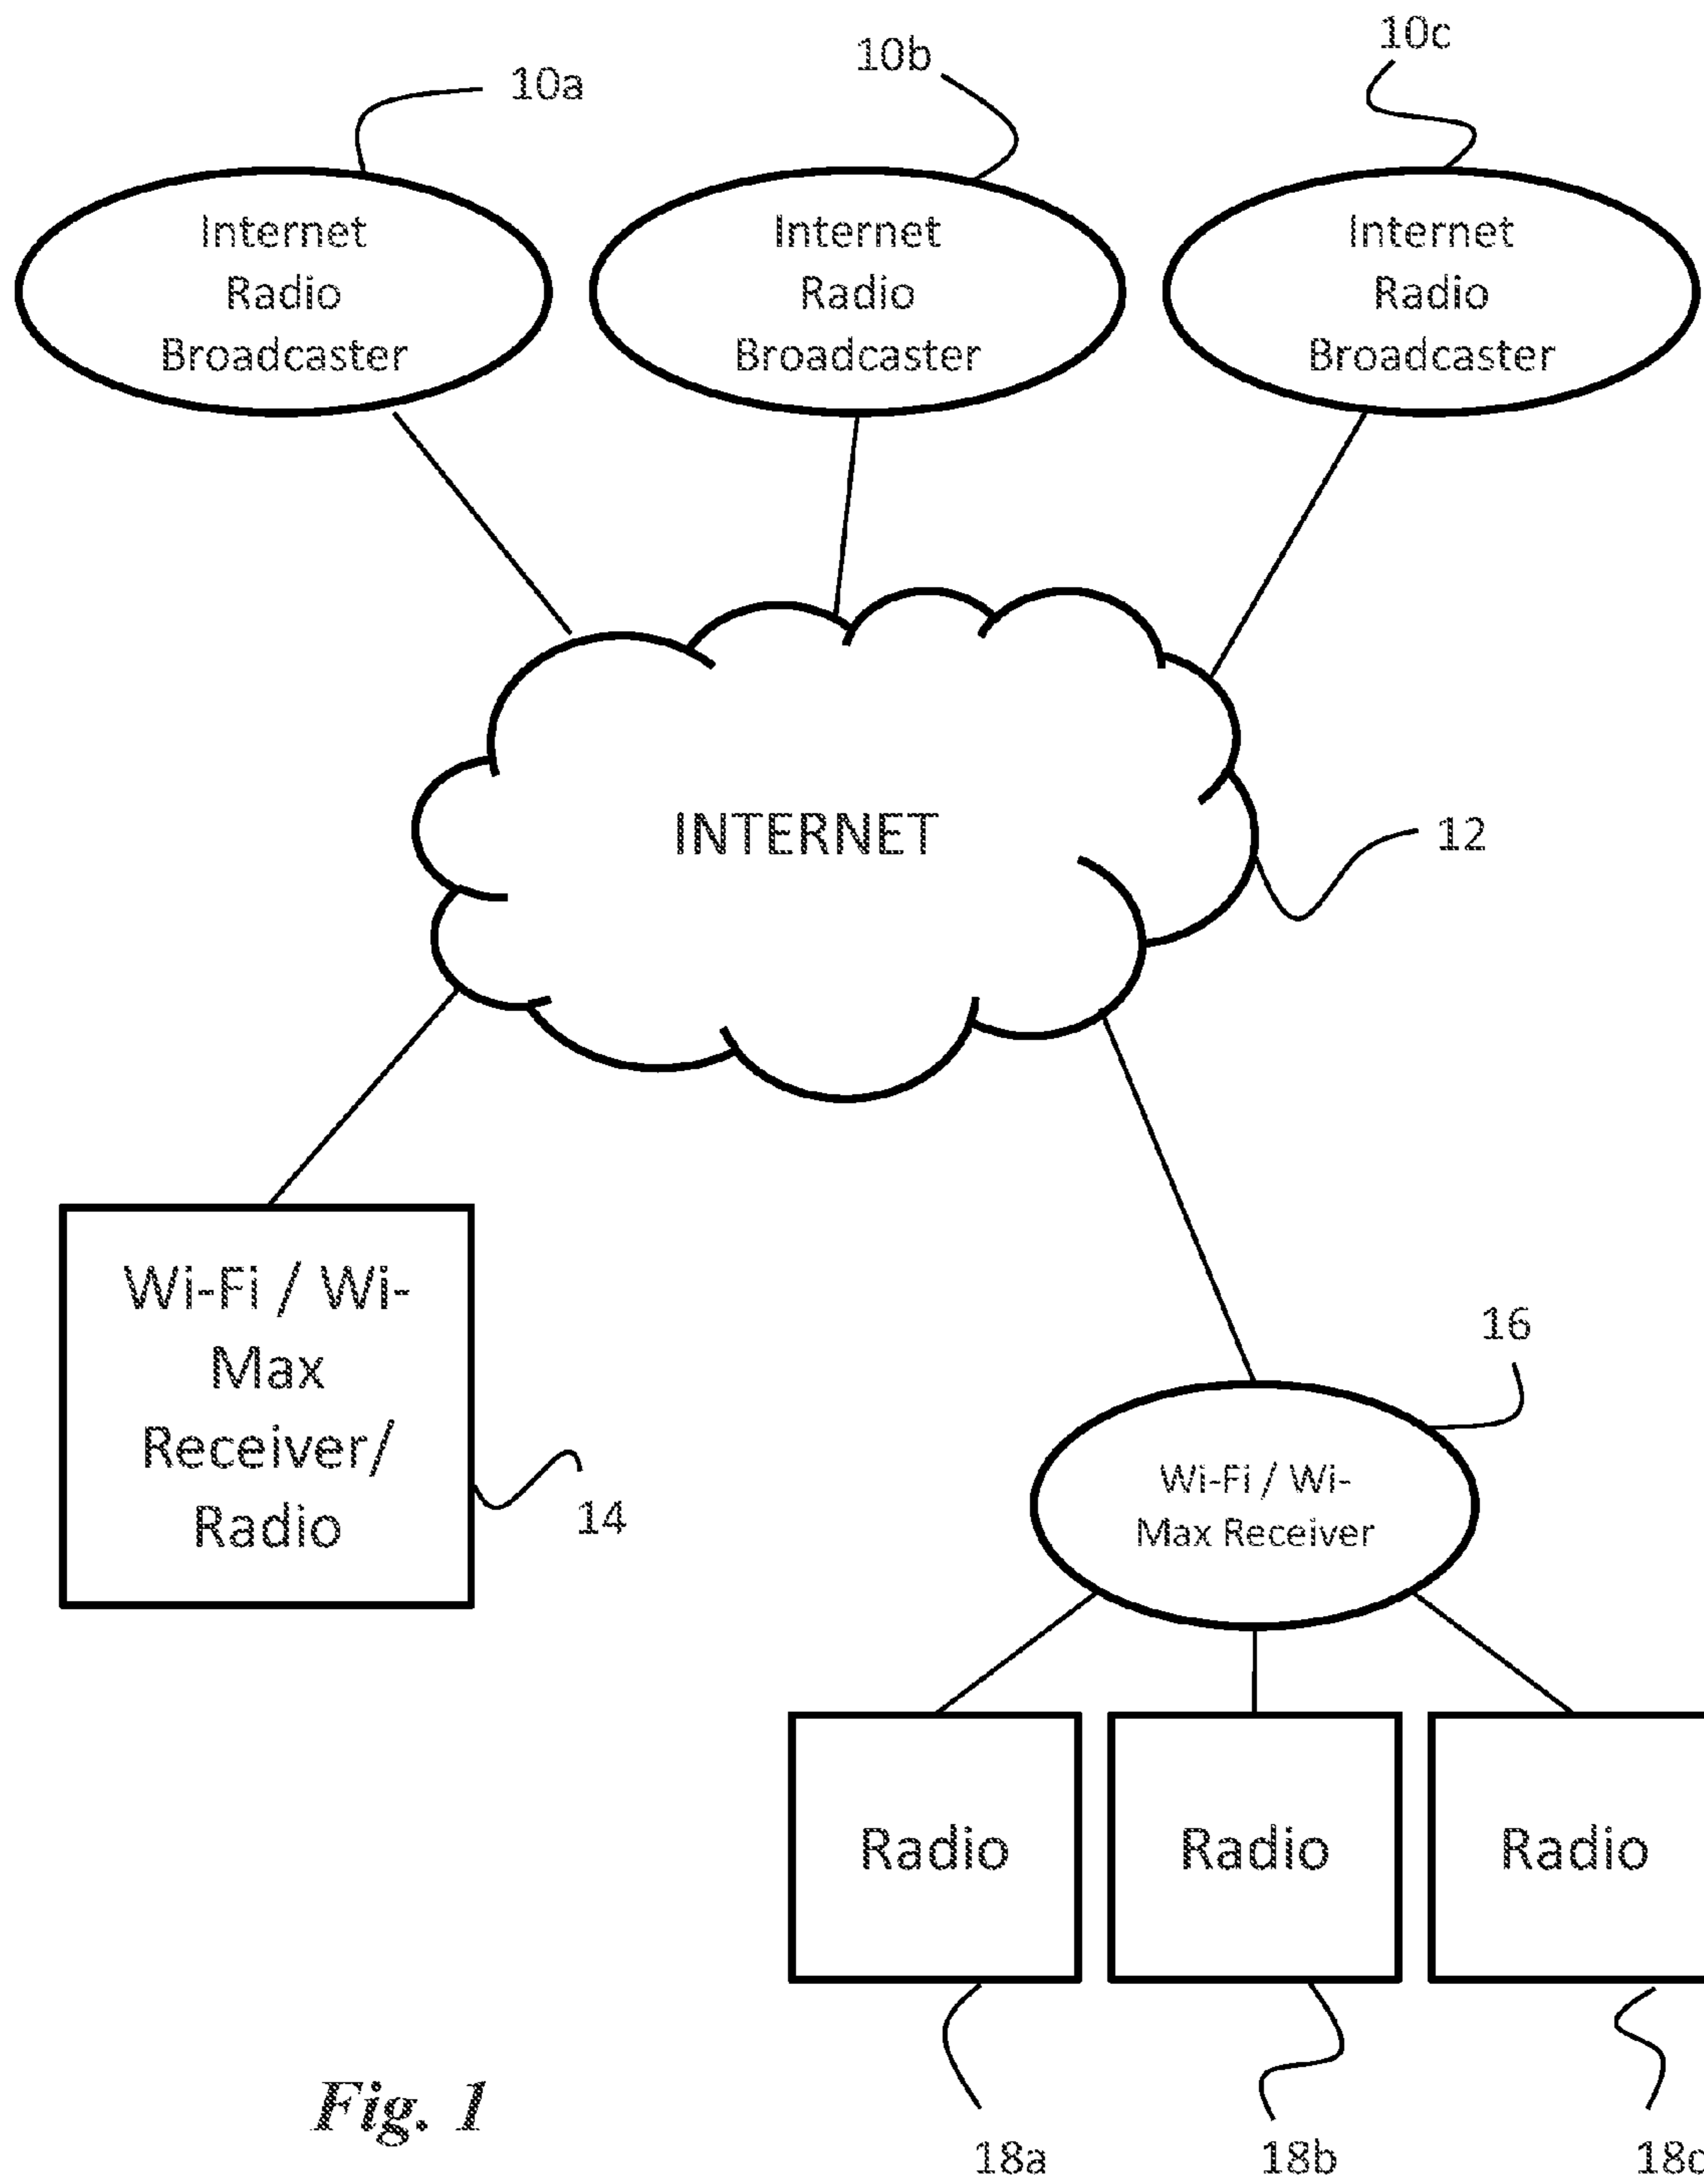 10a
10b
10c
Internet
Radio
Broadcaster
Internet
Radio
Broadcaster
Internet
Radio
Broadcaster
INTERNET
12
Wi-Fi / Wi-
Max
Receiver/
Radio
14
16
Wi-Fi / Wi-
Max Receiver
Radio
Radio
Radio
Fig. 1
18a
18b